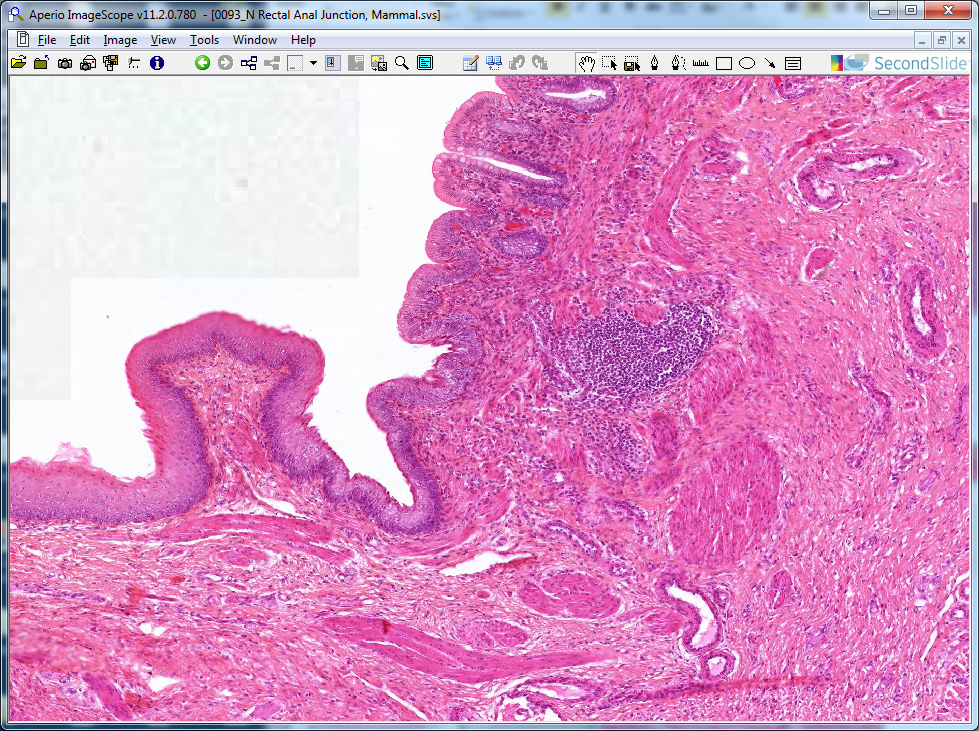 Aperio ImageScope v11.2.0.780 - [0093_N Rectal Anal Junction, Mammal.svs]
File Edit Image View Tools Window Help
SecondSlide